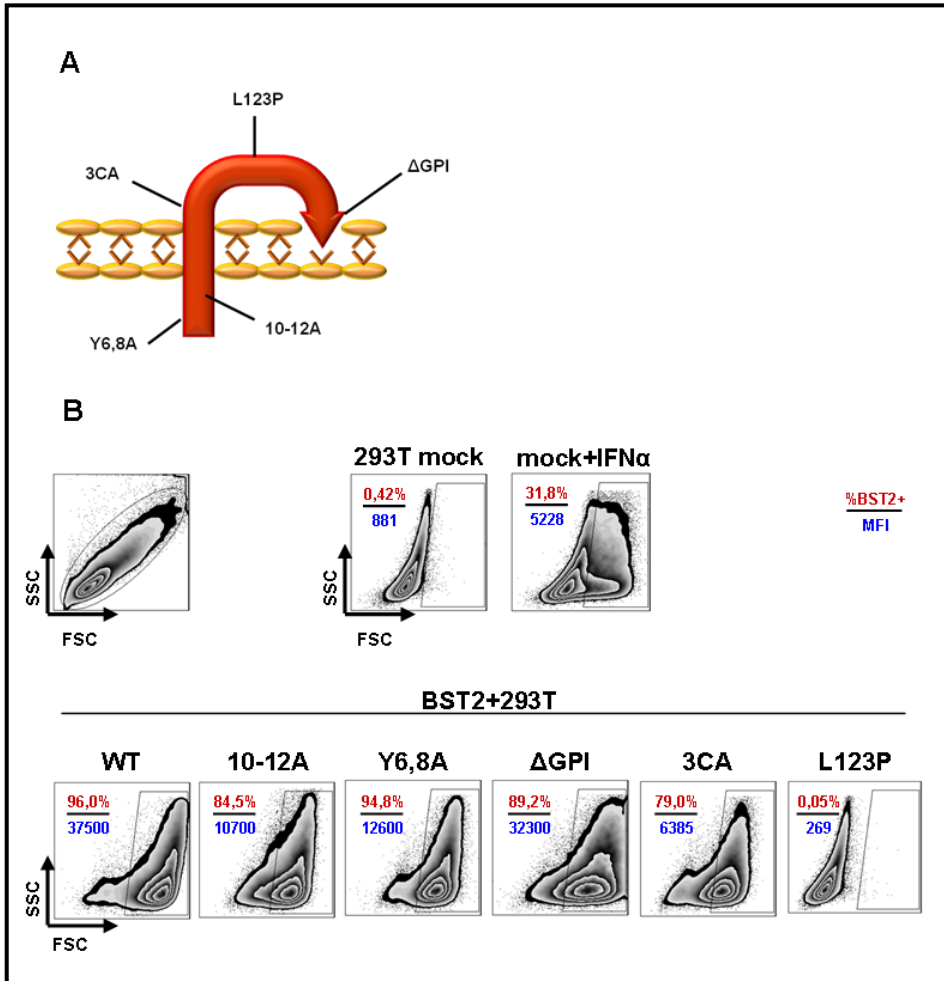 A
L123P
3CA
ΔGPI
10-12A
Y6,8A
B
293T mock
mock+IFNα
0,42%
881
31,8%
5228
%BST2+
MFI
SSC
FSC
SSC
FSC
BST2+293T
WT
10-12A
Y6,8A
ΔGPI
3CA
L123P
96,0%
37500
84,5%
10700
94,8%
12600
89,2%
32300
79,0%
6385
0,05%
269
SSC
FSC